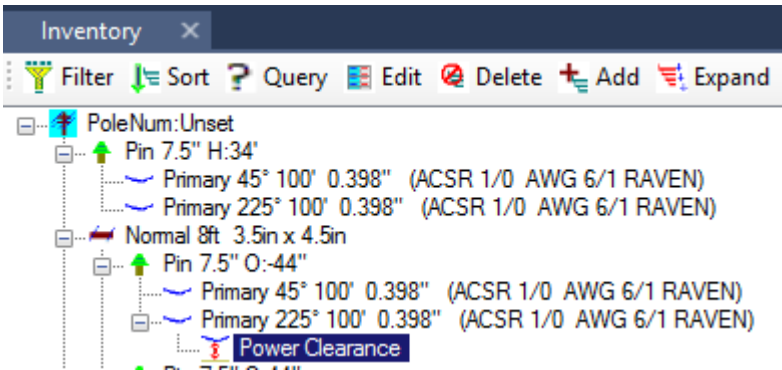 Inventory
Filter Sort Query Edit Delete Add Expand
PoleNum:Unset
Pin 7.5" H:34'
Primary 45° 100' 0.398" (ACSR 1/0 AWG 6/1 RAVEN)
Primary 225° 100' 0.398" (ACSR 1/0 AWG 6/1 RAVEN)
Normal 8ft 3.5in x 4.5in
Pin 7.5" O:-44"
Primary 45° 100' 0.398" (ACSR 1/0 AWG 6/1 RAVEN)
Primary 225° 100' 0.398" (ACSR 1/0 AWG 6/1 RAVEN)
Power Clearance